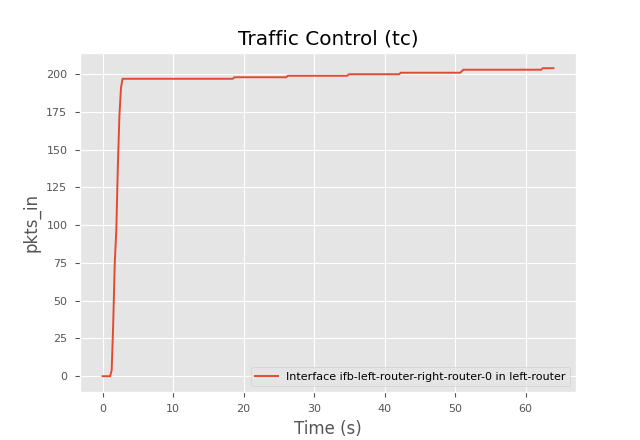 Traffic Control (tc)
pkts_in
200
175
150
125
100
75
50
25
0
Interface ifb-left-router-right-router-0 in left-router
0 10 20 30 40 50 60
Time (s)